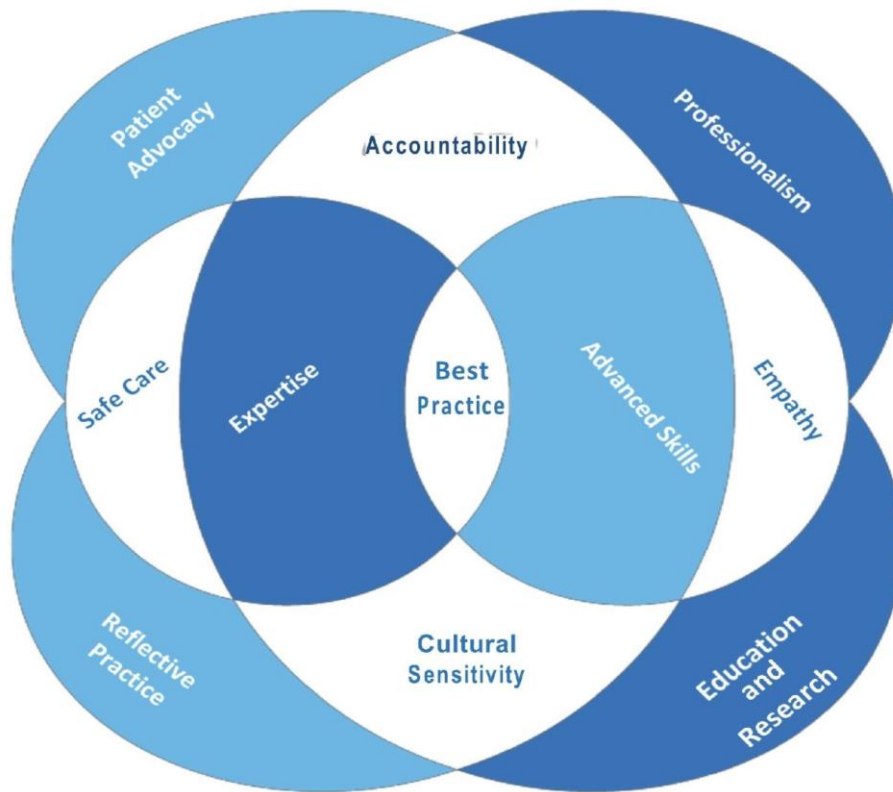 Patient
Advocacy
Professionalism
Accountability
Safe Care
Expertise
Best
Practice
Advanced Skills
Empathy
Reflective
Practice
Cultural
Sensitivity
Education
and
Research